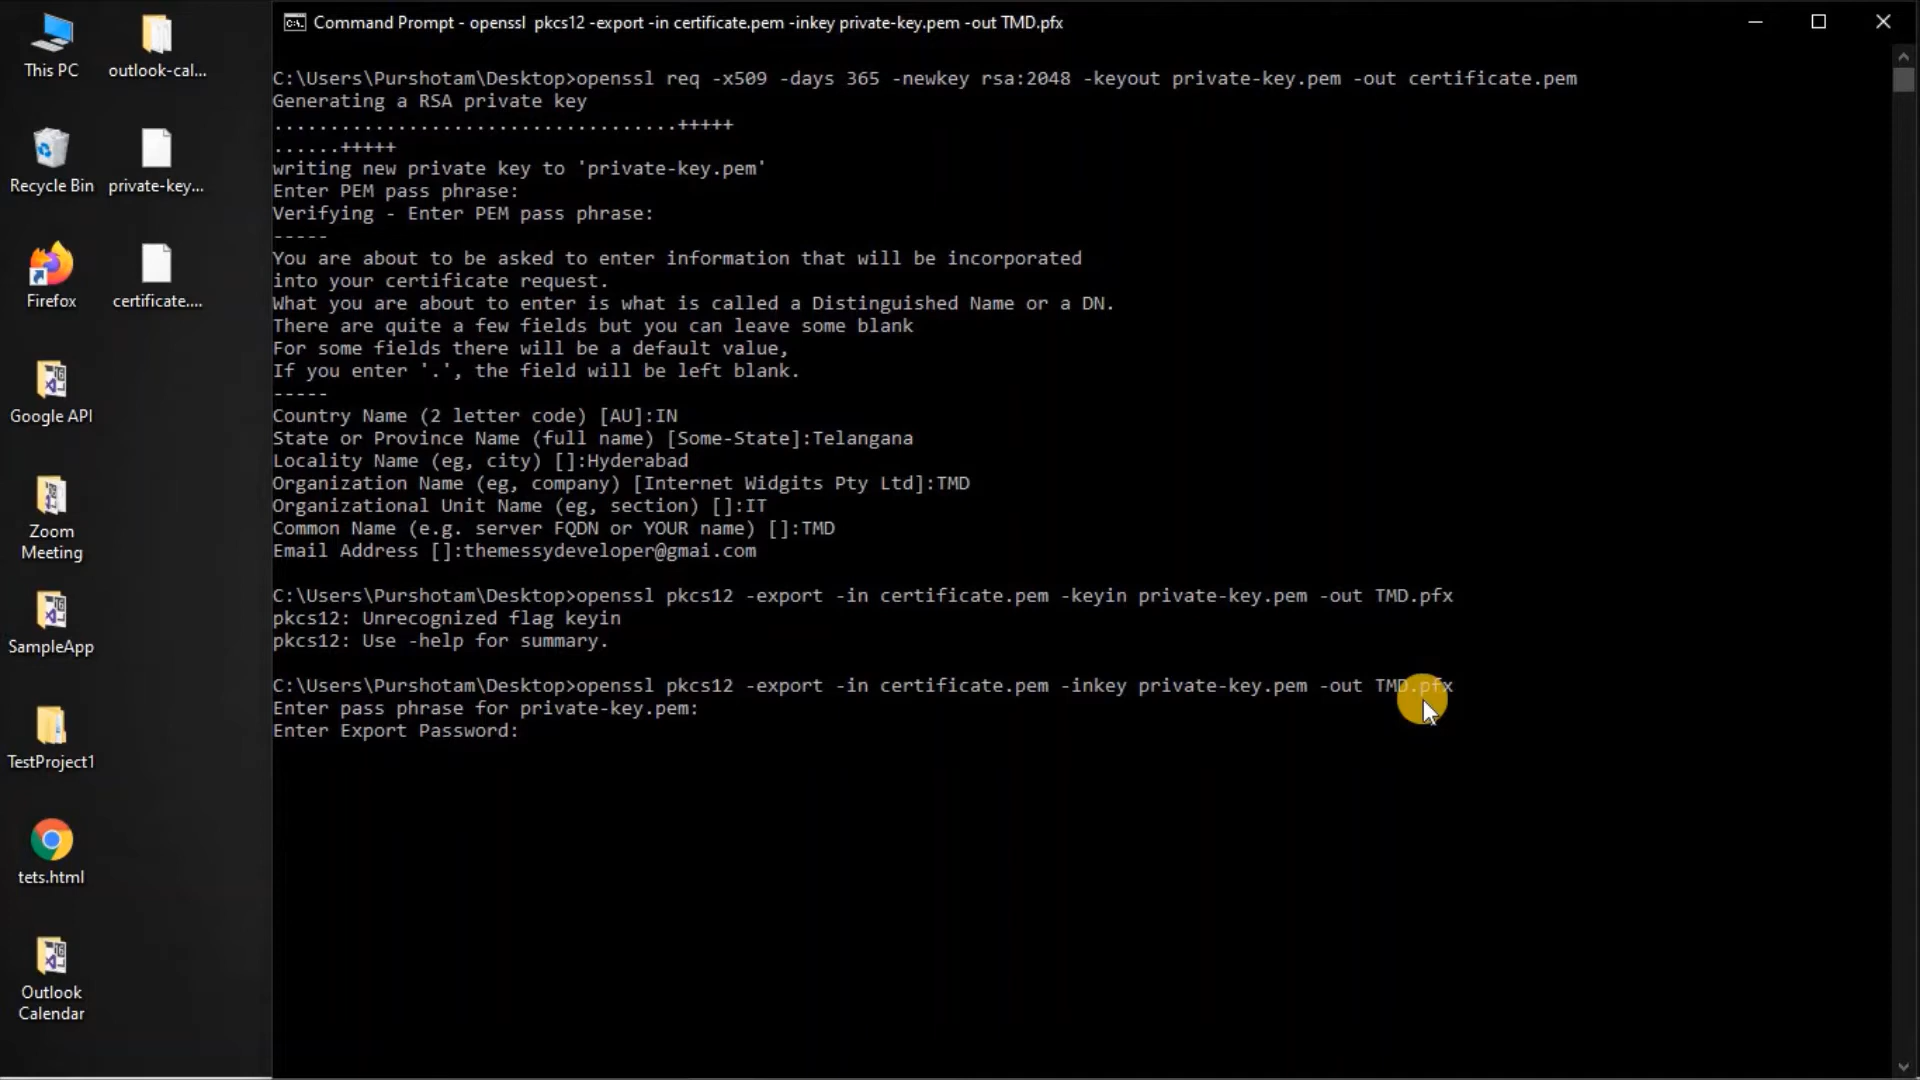 Command Prompt - openssl  pkcs12 -export -in certificate.pem -inkey private-key.pem -out TMD.pfx
This PC
outlook-cal...
Recycle Bin
private-key...
Firefox
certificate....
Google API
Zoom
Meeting
SampleApp
TestProject1
tets.html
Outlook
Calendar
C:\Users\Purshotam\Desktop>openssl req -x509 -days 365 -newkey rsa:2048 -keyout private-key.pem -out certificate.pem
Generating a RSA private key
....................................+++++
......+++++
writing new private key to 'private-key.pem'
Enter PEM pass phrase:
Verifying - Enter PEM pass phrase:
-----
You are about to be asked to enter information that will be incorporated
into your certificate request.
What you are about to enter is what is called a Distinguished Name or a DN.
There are quite a few fields but you can leave some blank
For some fields there will be a default value,
If you enter '.', the field will be left blank.
-----
Country Name (2 letter code) [AU]:IN
State or Province Name (full name) [Some-State]:Telangana
Locality Name (eg, city) []:Hyderabad
Organization Name (eg, company) [Internet Widgits Pty Ltd]:TMD
Organizational Unit Name (eg, section) []:IT
Common Name (e.g. server FQDN or YOUR name) []:TMD
Email Address []:themessydeveloper@gmai.com
C:\Users\Purshotam\Desktop>openssl pkcs12 -export -in certificate.pem -keyin private-key.pem -out TMD.pfx
pkcs12: Unrecognized flag keyin
pkcs12: Use -help for summary.
C:\Users\Purshotam\Desktop>openssl pkcs12 -export -in certificate.pem -inkey private-key.pem -out TMD.pfx
Enter pass phrase for private-key.pem:
Enter Export Password: